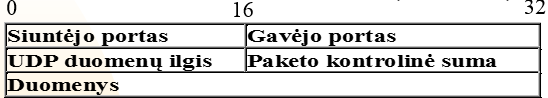 0 16 32
Siuntėjo portas Gavėjo portas
UDP duomenų ilgis Paketo kontrolinė suma
Duomenys